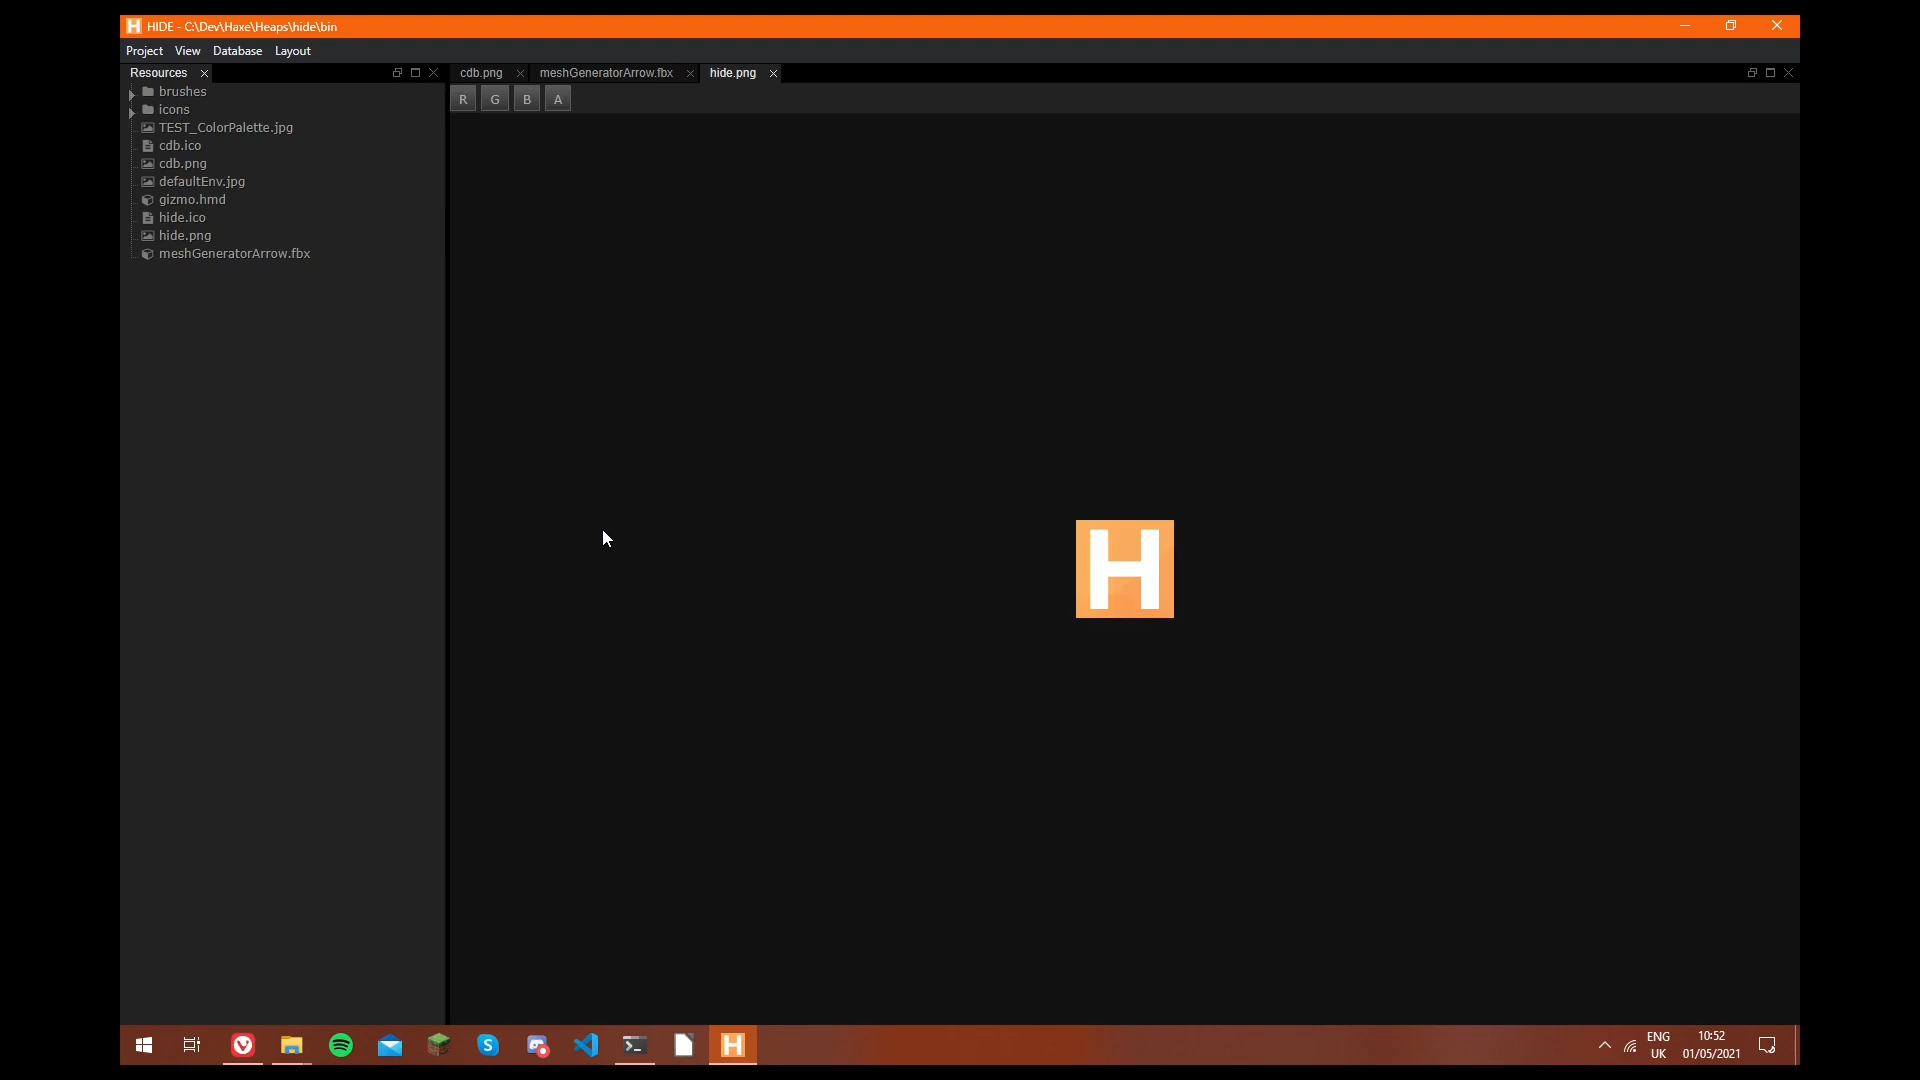 H HIDE - C:\Dev\Haxe\Heaps\hide\bin
Project View Database Layout
Resources
cdb.png meshGeneratorArrow.fbx hide.png
R G B A
brushes
icons
TEST_ColorPalette.jpg
cdb.ico
cdb.png
defaultEnv.jpg
gizmo.hmd
hide.ico
hide.png
meshGeneratorArrow.fbx
H
S
H
ENG
UK
10:52
01/05/2021